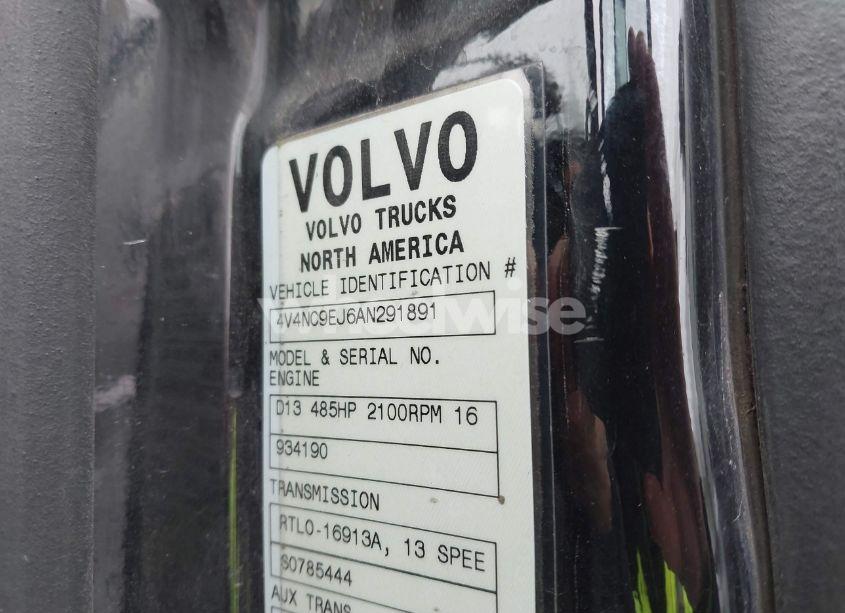 VOLVO
VOLVO TRUCKS
NORTH AMERICA
VEHICLE IDENTIFICATION #
4V4NC9EJ6AN291891
wheelwise
MODEL & SERIAL NO.
ENGINE
D13 485HP 2100RPM 16
934190
TRANSMISSION
RTLO-16913A, 13 SPEE
S0785444
AUX TRANS